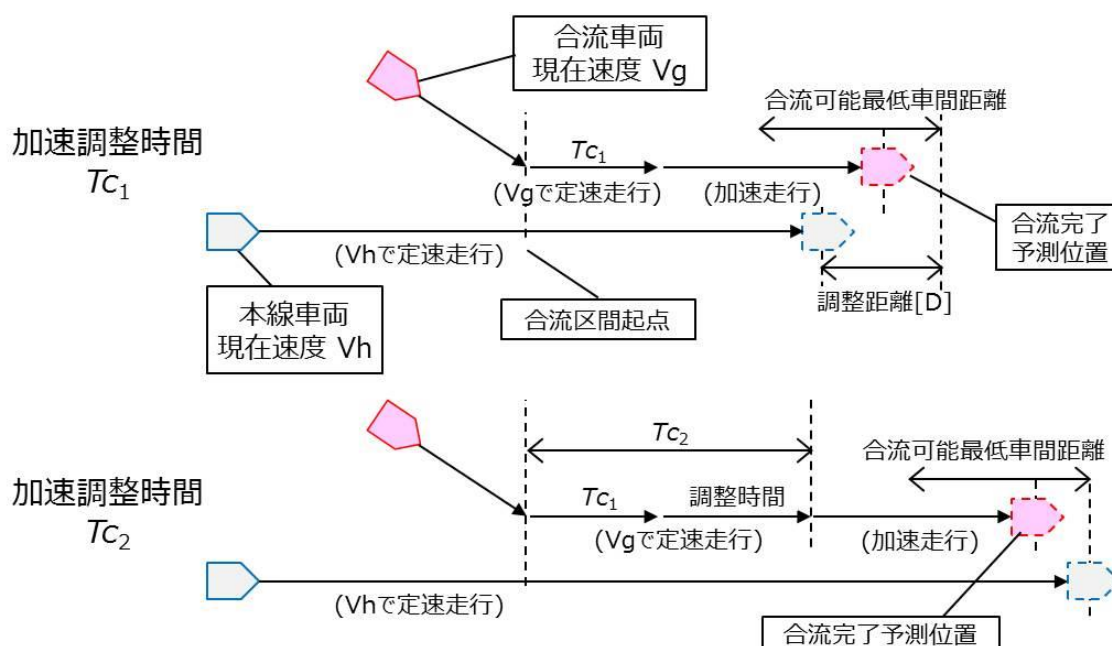 合流車両
現在速度 Vg
合流可能最低車間距離
加速調整時間
Tc1
Tc1
(Vgで定速走行)
(加速走行)
合流完了
予測位置
(Vhで定速走行)
調整距離[D]
本線車両
現在速度 Vh
合流区間起点
Tc2
合流可能最低車間距離
加速調整時間
Tc2
Tc1
調整時間
(Vgで定速走行)
(加速走行)
(Vhで定速走行)
合流完了予測位置